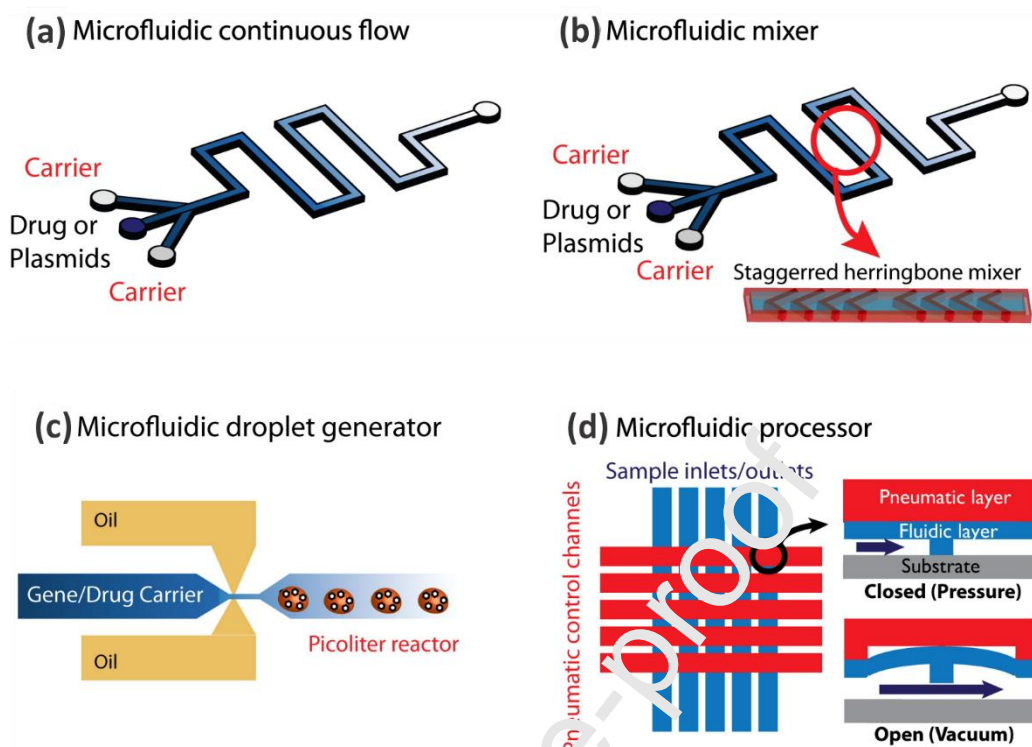 (a) Microfluidic continuous flow
Carrier
Drug or
Plasmids
Carrier
(b) Microfluidic mixer
Carrier
Drug or
Plasmids
Carrier
Staggerred herringbone mixer
(c) Microfluidic droplet generator
Oil
Gene/Drug Carrier
Oil
Picoliter reactor
(d) Microfluidic processor
Sample inlets/outlets
Pneumatic control channels
Pneumatic layer
Fluidic layer
Substrate
Closed (Pressure)
Open (Vacuum)
e-proof